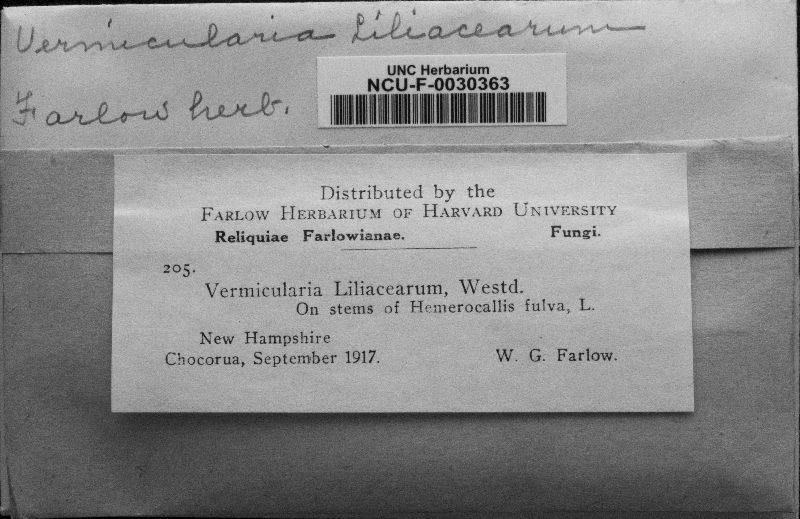 Vermicularia Liliacearum
UNC Herbarium
NCU-F-0030363
Farlow herb.
Distributed by the
Farlow Herbarium of Harvard University
Reliquiae Farlowianae. Fungi.
205.
Vermicularia Liliacearum, Westd.
On stems of Hemerocallis fulva, L.
New Hampshire
Chocorua, September 1917. W. G. Farlow.